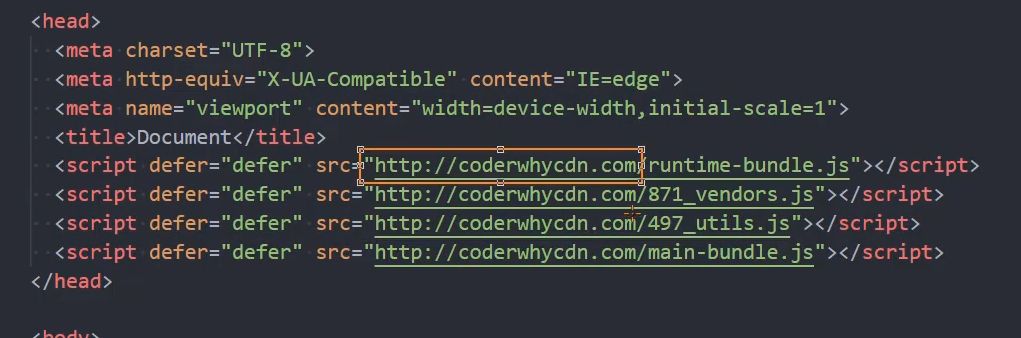 <head>
<meta charset="UTF-8">
<meta http-equiv="X-UA-Compatible" content="IE=edge">
<meta name="viewport" content="width=device-width,initial-scale=1">
<title>Document</title>
<script defer="defer" src="http://coderwhycdn.com/runtime-bundle.js"></script>
<script defer="defer" src="http://coderwhycdn.com/871_vendors.js"></script>
<script defer="defer" src="http://coderwhycdn.com/497_utils.js"></script>
<script defer="defer" src="http://coderwhycdn.com/main-bundle.js"></script>
</head>
<body>